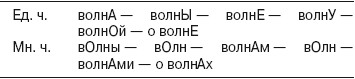 Ед. ч. волнА — волнЫ — волнЕ — волнУ —
волнОй — о волнЕ
Мн. ч. вОлны — вОлн — волнАм — вОлн —
волнАми — о волнАх